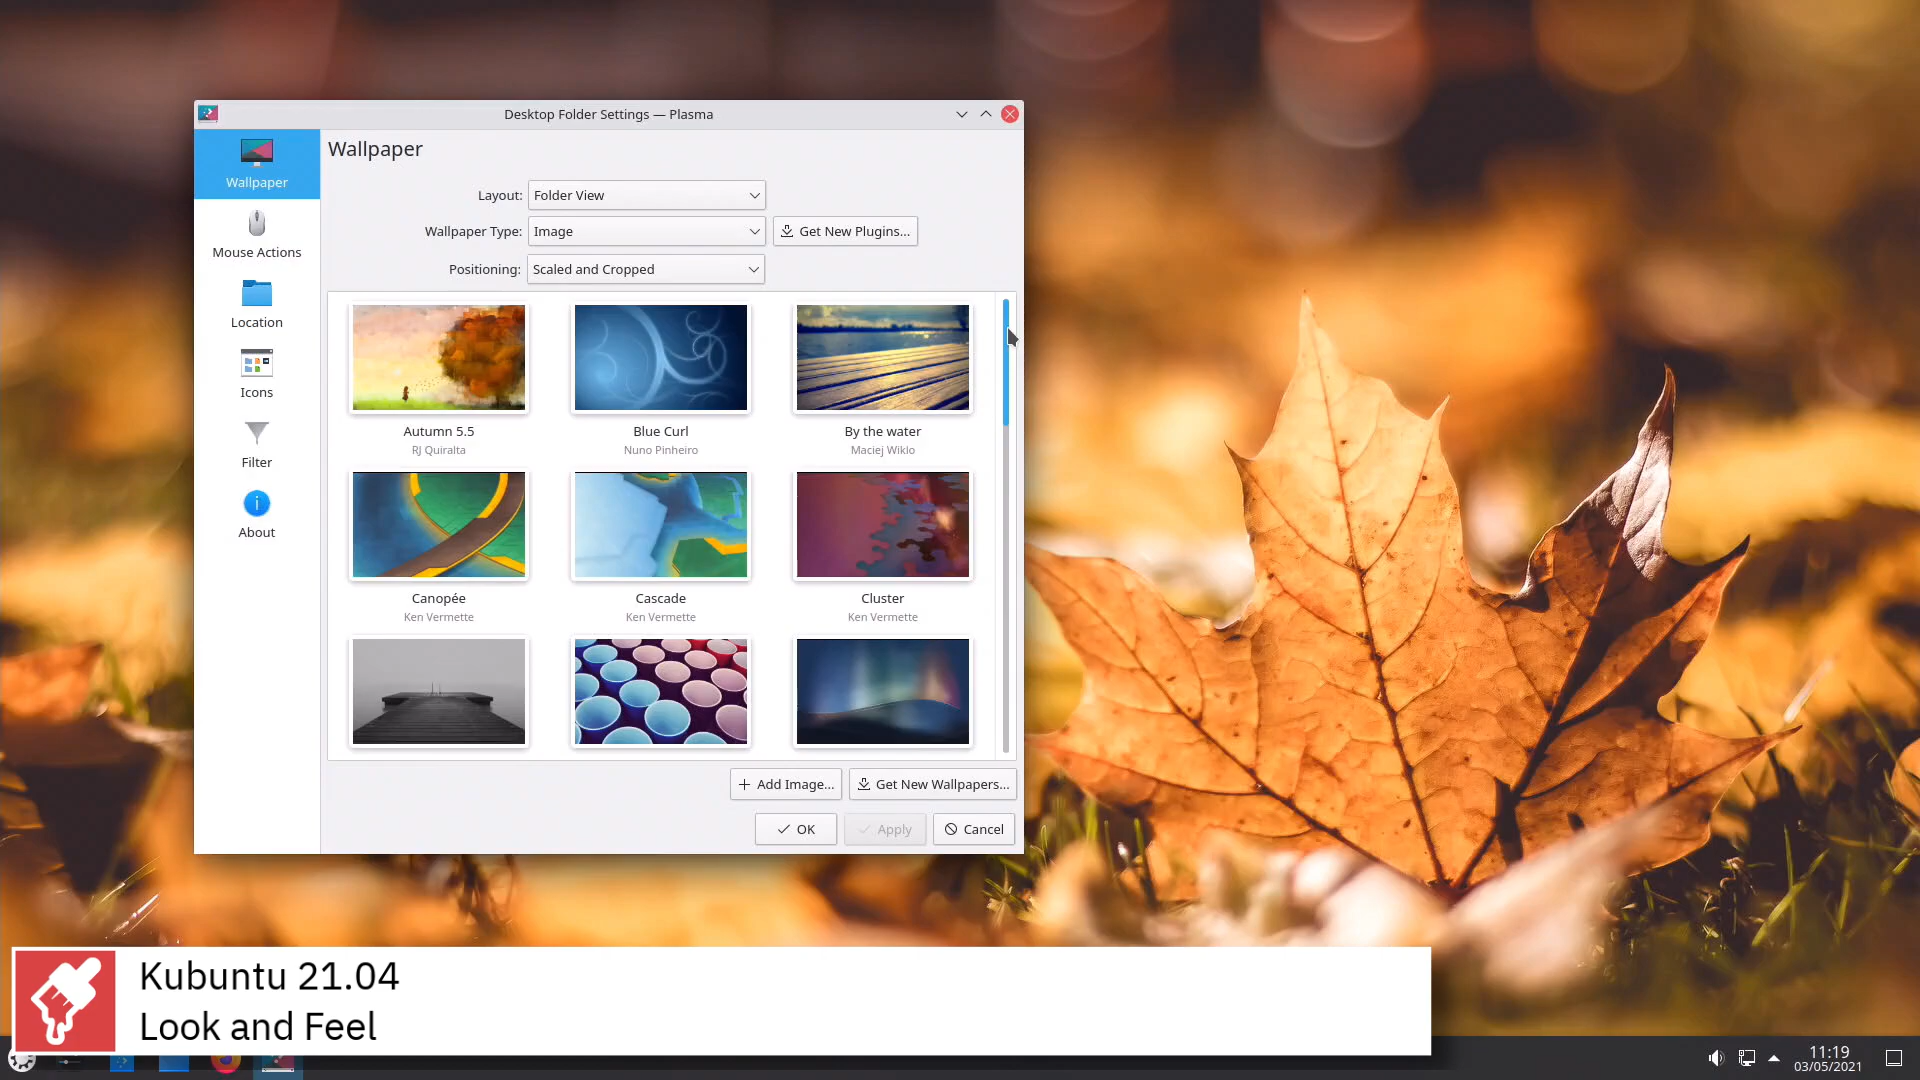 Desktop Folder Settings — Plasma
Wallpaper
Wallpaper
Mouse Actions
Location
Icons
Filter
About
Layout: Folder View
Wallpaper Type: Image Get New Plugins...
Positioning: Scaled and Cropped
Autumn 5.5 Blue Curl By the water
RJ Quiralta Nuno Pinheiro Maciej Wiklo
Canopée Cascade Cluster
Ken Vermette Ken Vermette Ken Vermette
Add Image... Get New Wallpapers...
OK Apply Cancel
Kubuntu 21.04
Look and Feel
11:19
03/05/2021